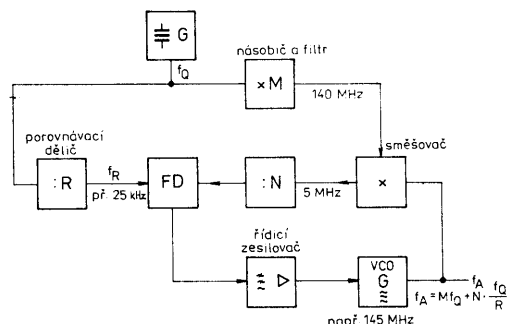 G
f_Q
násobič a filtr
×M
140 MHz
směšovač
porovnávací
dělič
:R
f_R
př. 25 kHz
FD
:N
5 MHz
×
řídicí
zesilovač
VCO
G
f_A
f_A = Mf_Q + N · f_Q/R
např. 145 MHz